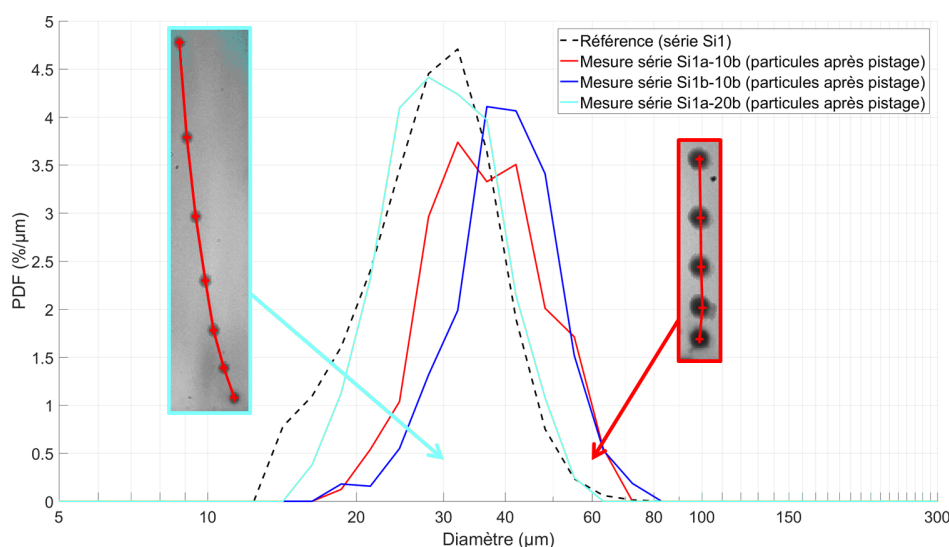 5
4.5
4
3.5
3
2.5
2
1.5
1
0.5
0
PDF (%/µm)
Référence (série Si1)
Mesure série Si1a-10b (particules après pistage)
Mesure série Si1b-10b (particules après pistage)
Mesure série Si1a-20b (particules après pistage)
5 10 20 30 40 60 80 150 300
Diamètre (µm)